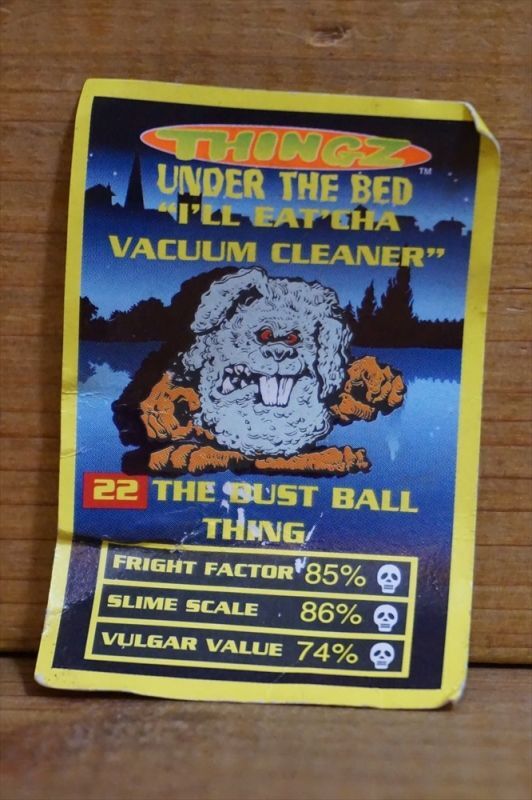 THINGZ™
UNDER THE BED
"I'LL EAT'CHA
VACUUM CLEANER"
22 THE DUST BALL
THING
FRIGHT FACTOR 85%
SLIME SCALE 86%
VULGAR VALUE 74%